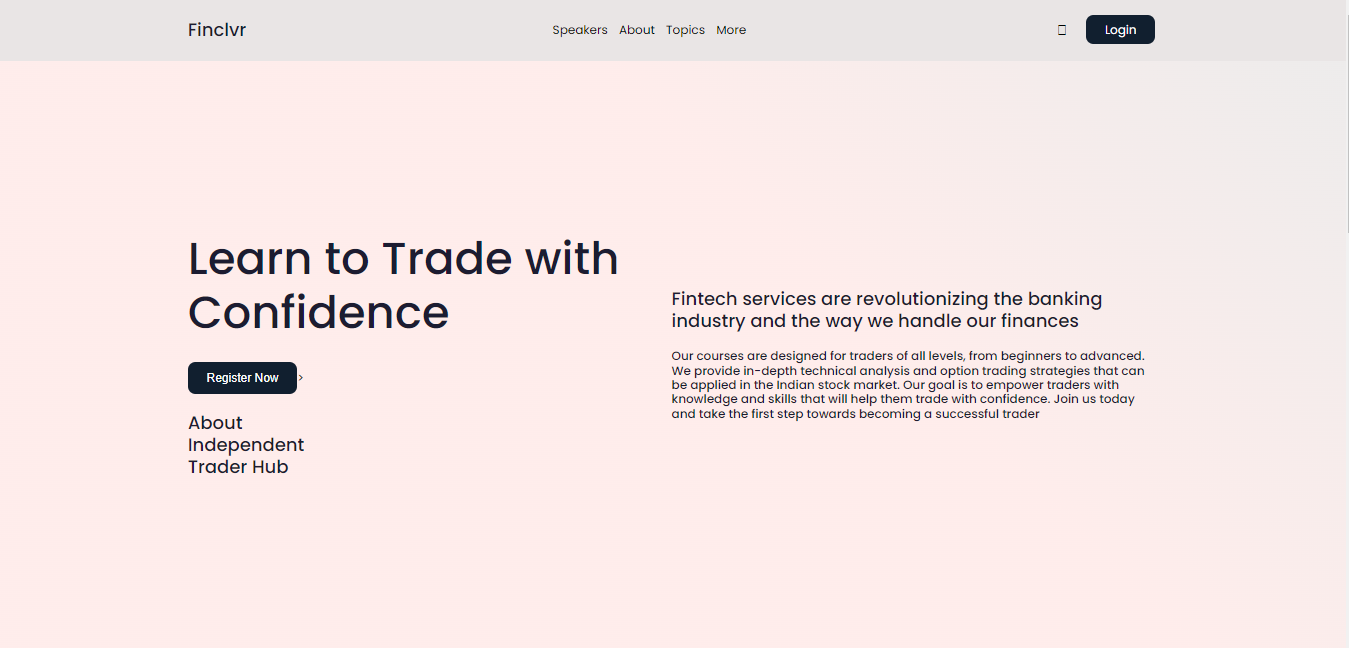 Finclvr
Speakers About Topics More
Login
Learn to Trade with
Confidence
Register Now >
About
Independent
Trader Hub
Fintech services are revolutionizing the banking
industry and the way we handle our finances
Our courses are designed for traders of all levels, from beginners to advanced.
We provide in-depth technical analysis and option trading strategies that can
be applied in the Indian stock market. Our goal is to empower traders with
knowledge and skills that will help them trade with confidence. Join us today
and take the first step towards becoming a successful trader